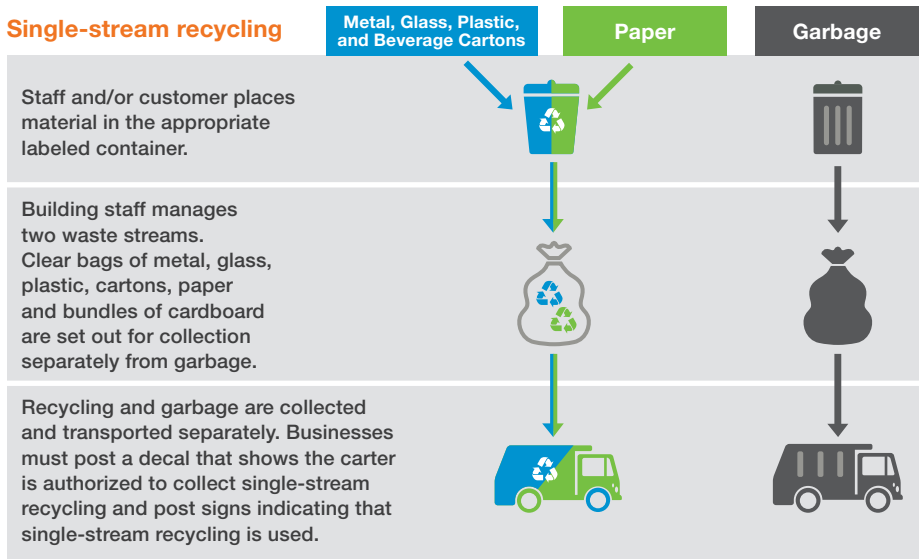 Single-stream recycling
Metal, Glass, Plastic,
and Beverage Cartons
Paper
Garbage
Staff and/or customer places
material in the appropriate
labeled container.
Building staff manages
two waste streams.
Clear bags of metal, glass,
plastic, cartons, paper
and bundles of cardboard
are set out for collection
separately from garbage.
Recycling and garbage are collected
and transported separately. Businesses
must post a decal that shows the carter
is authorized to collect single-stream
recycling and post signs indicating that
single-stream recycling is used.